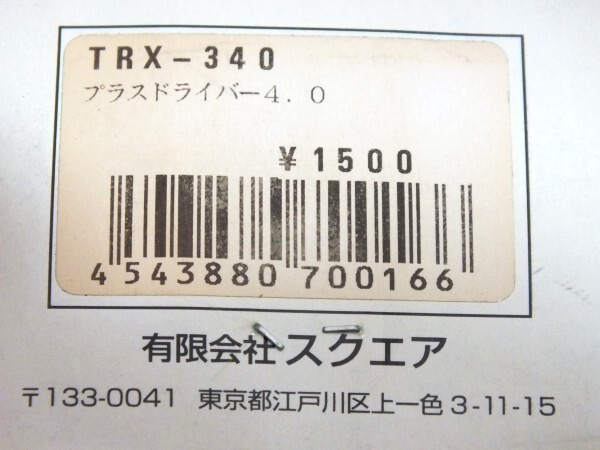 TRX-340
プラスドライバー4.0
¥1500
4543880 700166
有限会社 スクエア
〒133-0041 東京都江戸川区上一色3-11-15